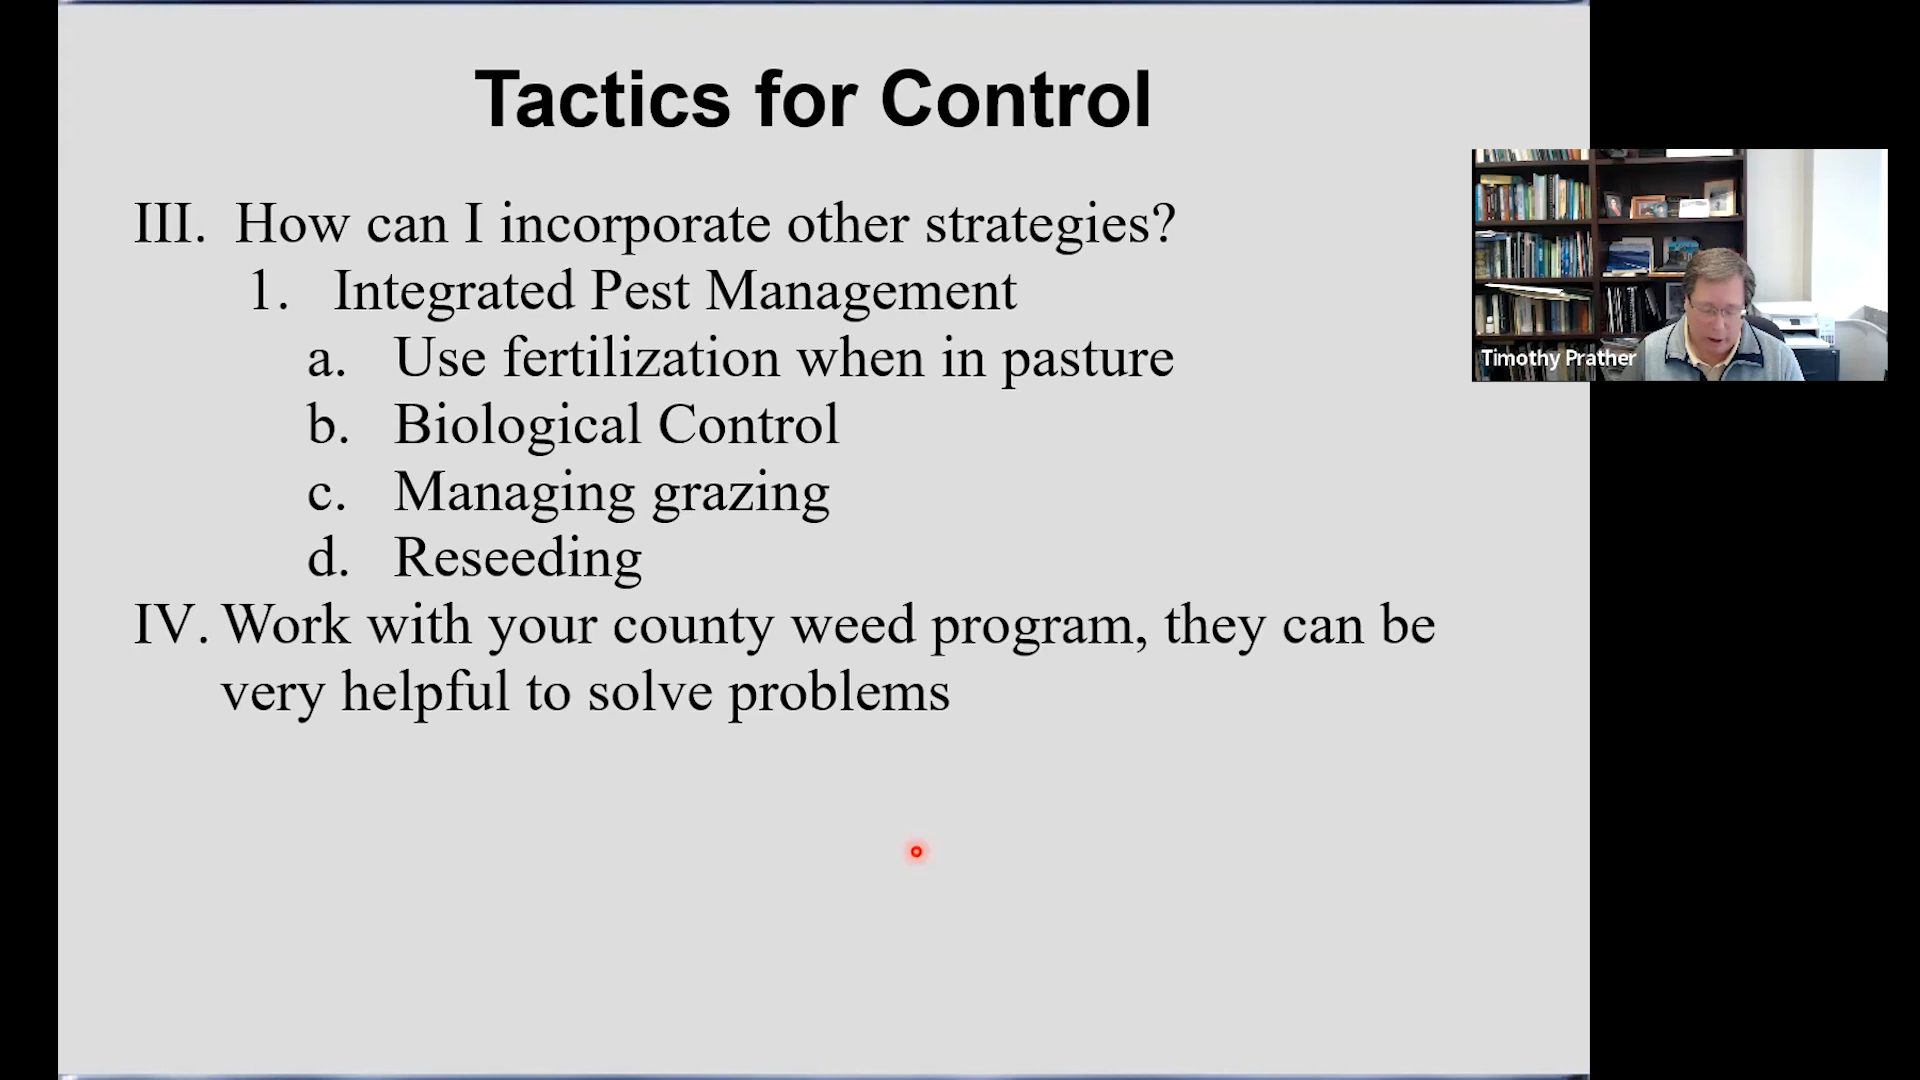 Tactics for Control
III. How can I incorporate other strategies?
1. Integrated Pest Management
a. Use fertilization when in pasture
b. Biological Control
c. Managing grazing
d. Reseeding
IV. Work with your county weed program, they can be
very helpful to solve problems
Timothy Prather